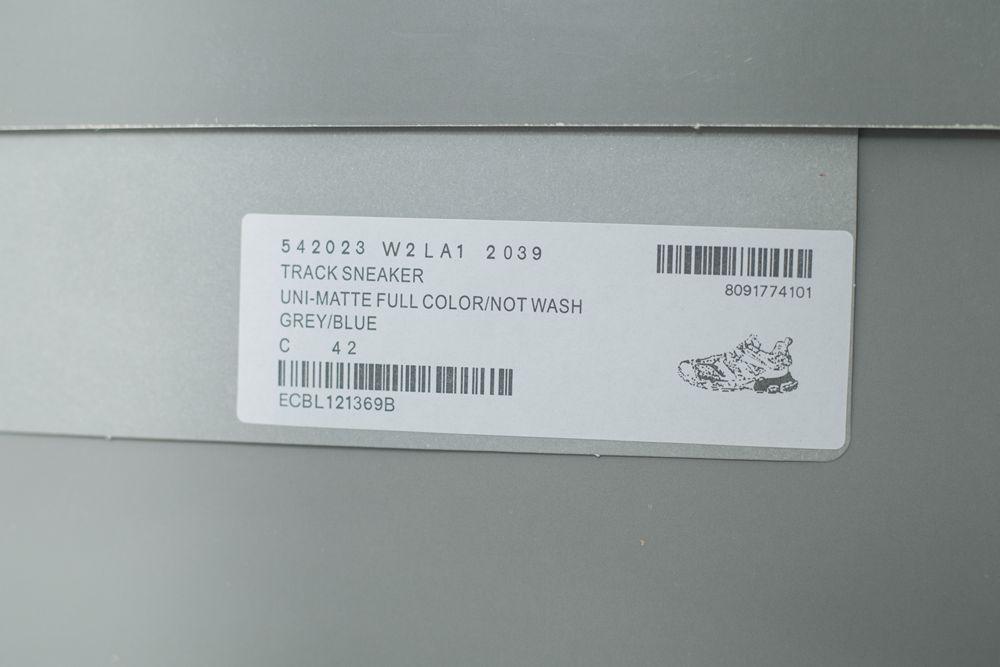 542023 W2LA1 2039
TRACK SNEAKER
UNI-MATTE FULL COLOR/NOT WASH
GREY/BLUE
C 42
ECBL121369B
8091774101